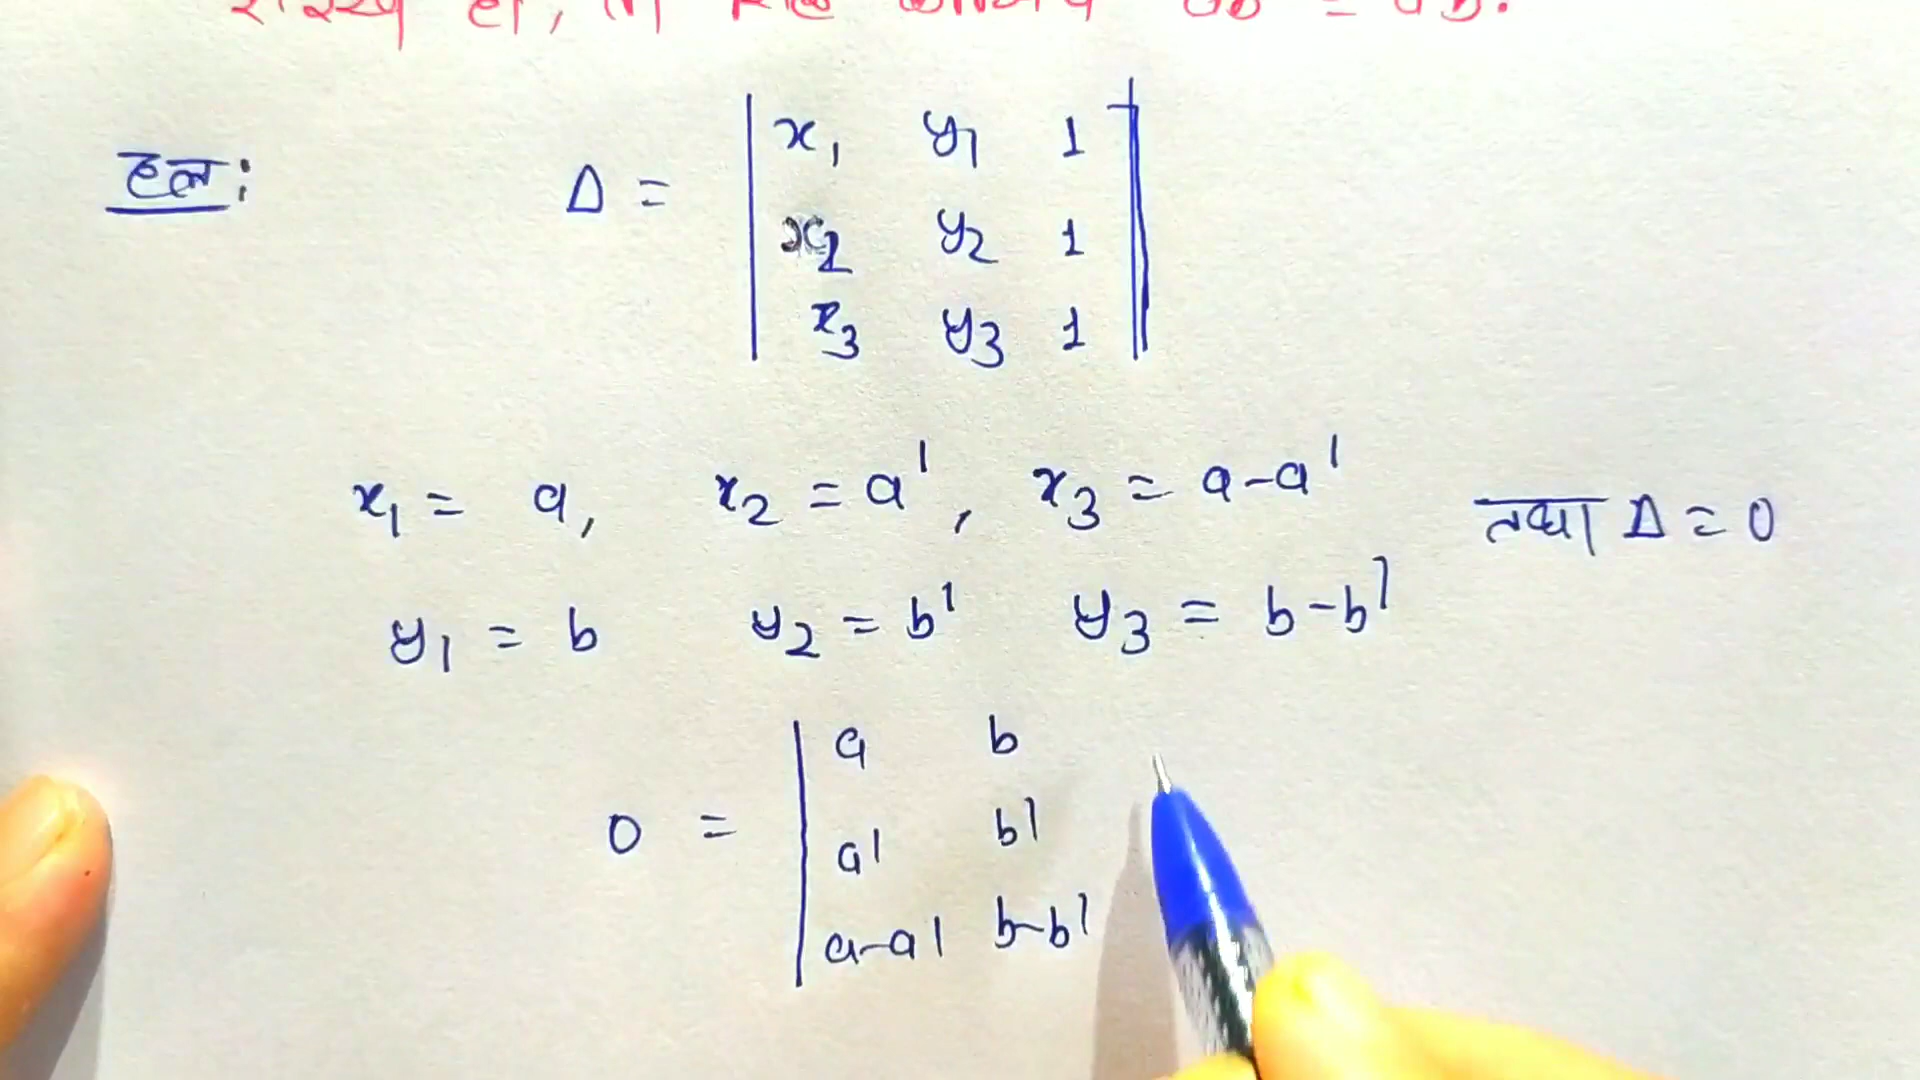 हो, तो
हल:
Δ = | x₁ y₁ 1 |
| x₂ y₂ 1 |
| x₃ y₃ 1 |
x₁ = a, x₂ = a', x₃ = a-a' तथा Δ = 0
y₁ = b y₂ = b' y₃ = b-b'
0 = | a b
a' b'
a-a' b-b'